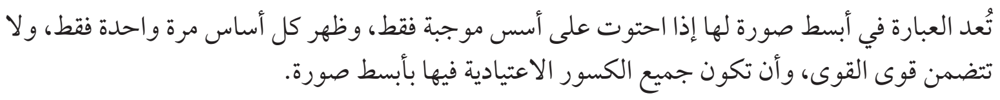 تُعد العبارة في أبسط صورة لها إذا احتوت على أسس موجبة فقط، وظهر كل أساس مرة واحدة فقط، ولا
تتضمن قوى القوى، وأن تكون جميع الكسور الاعتيادية فيها بأبسط صورة.